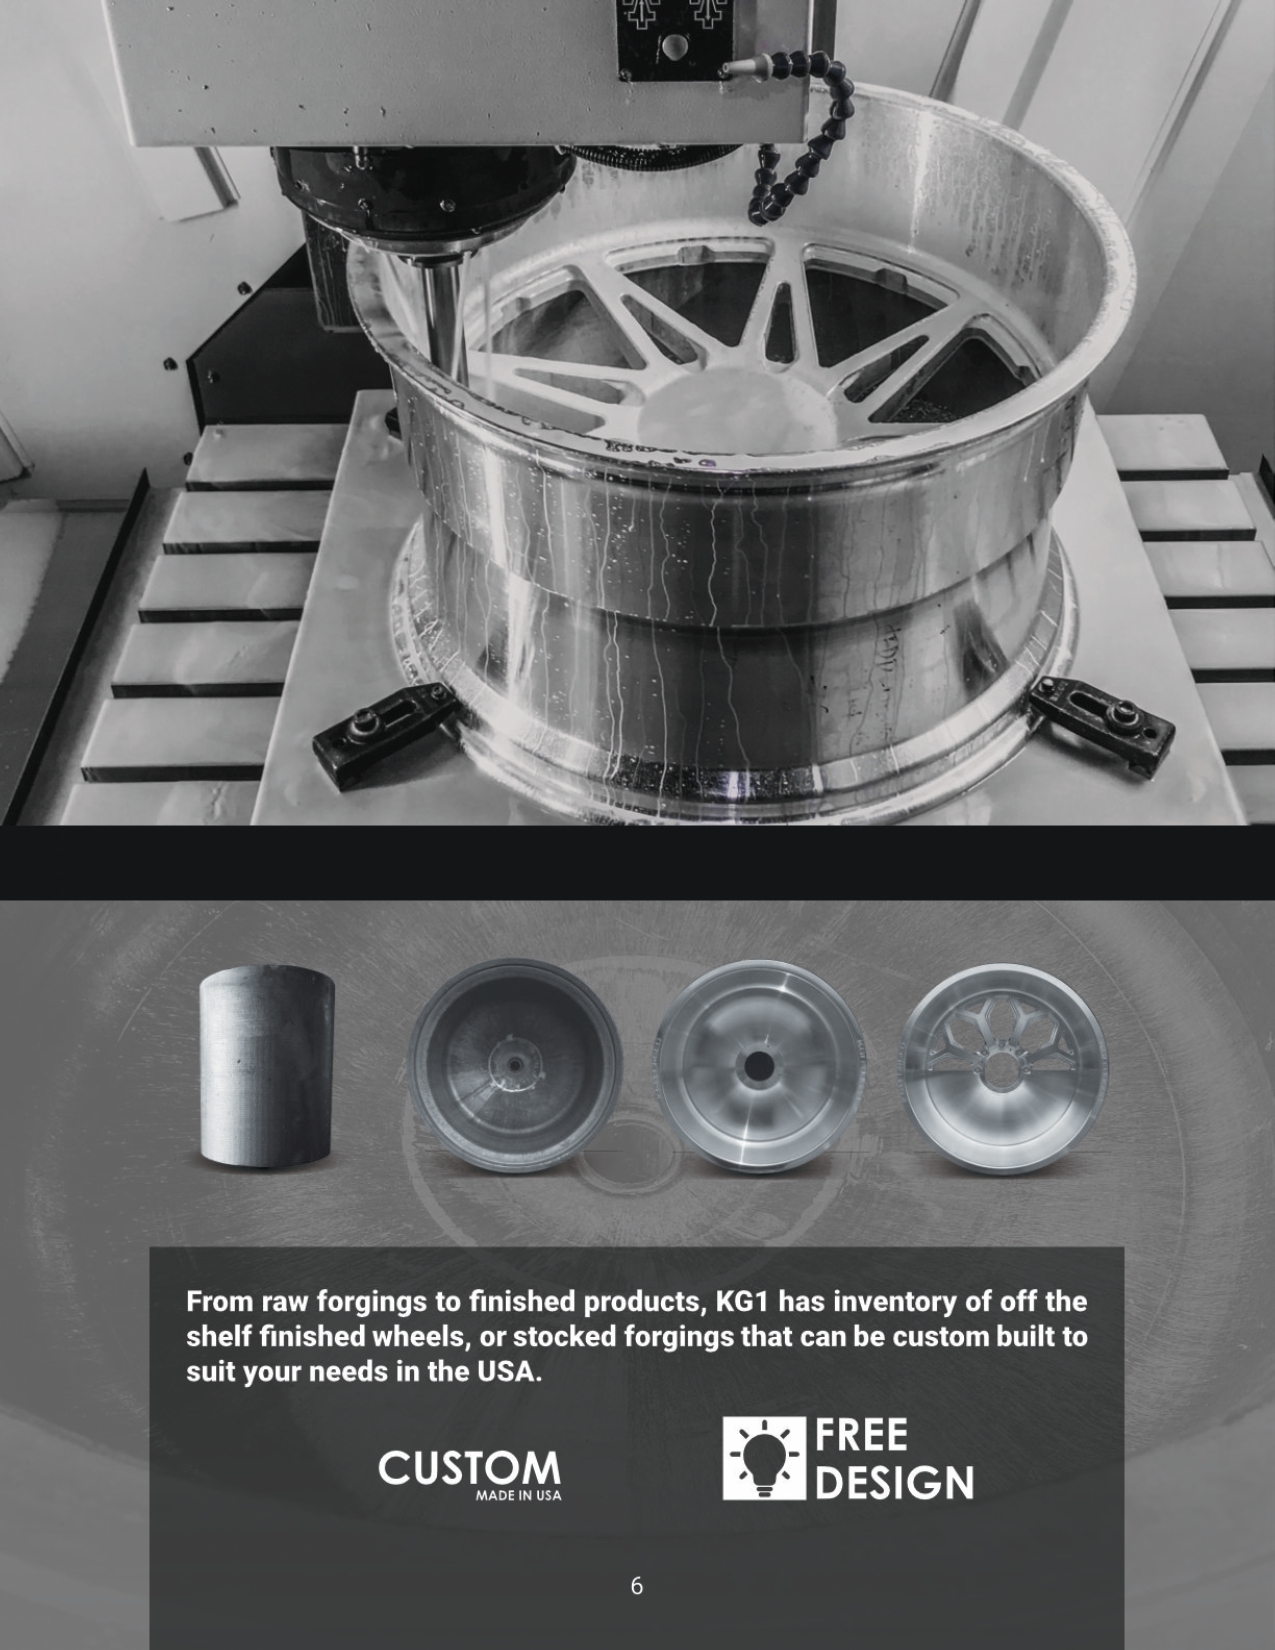 From raw forgings to finished products, KG1 has inventory of off the
shelf finished wheels, or stocked forgings that can be custom built to
suit your needs in the USA.
CUSTOM
MADE IN USA
FREE
DESIGN
6